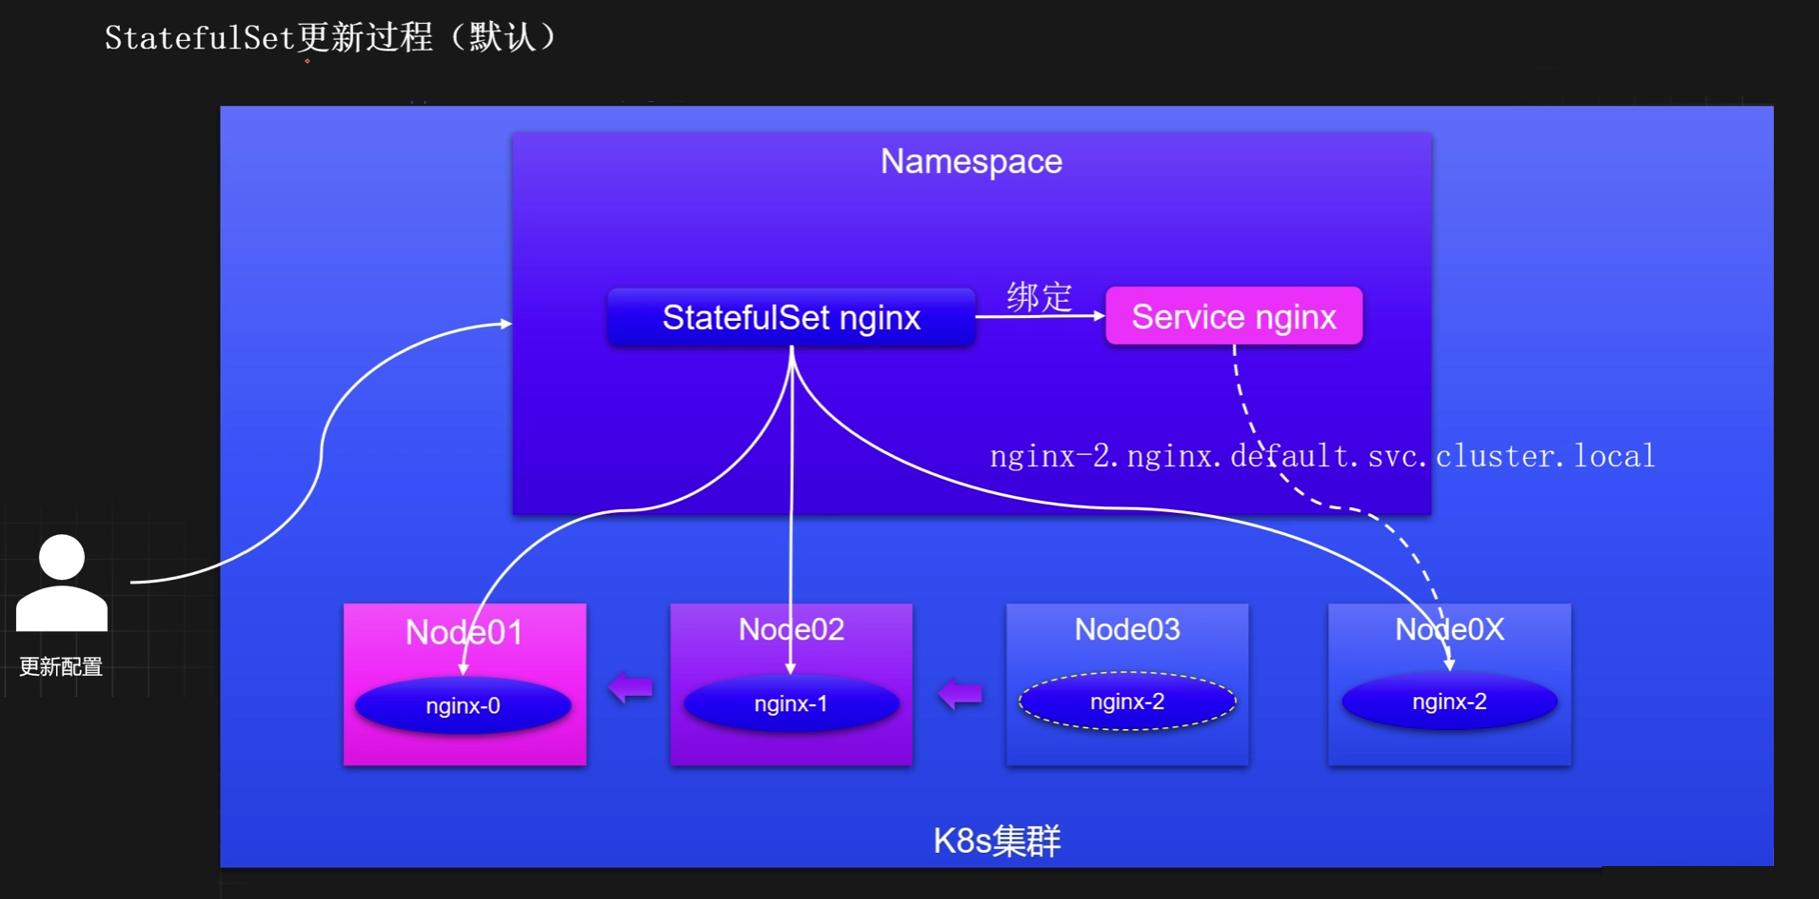 StatefulSet更新过程（默认）
Namespace
StatefulSet nginx
绑定
Service nginx
nginx-2.nginx.default.svc.cluster.local
更新配置
Node01
nginx-0
Node02
nginx-1
Node03
nginx-2
Node0X
nginx-2
K8s集群